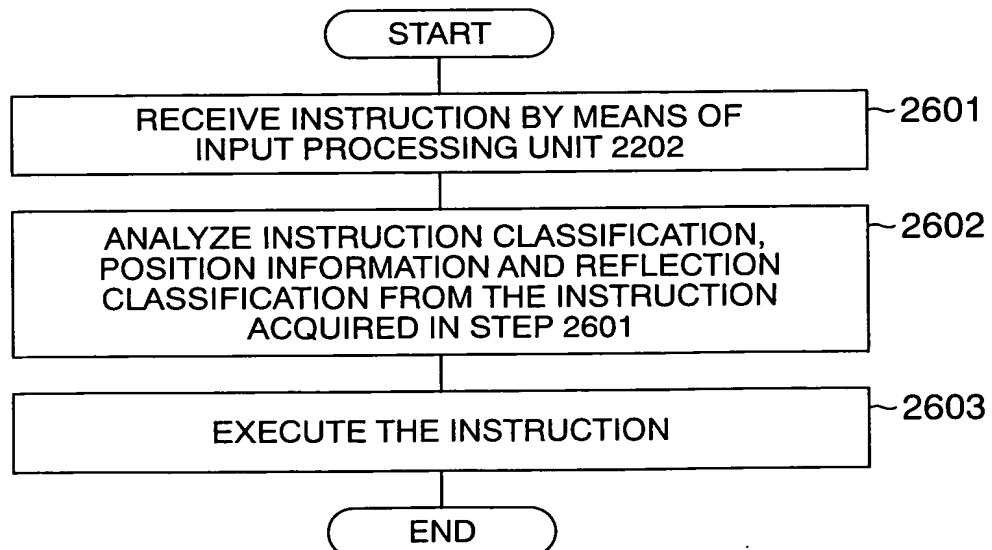 START
RECEIVE INSTRUCTION BY MEANS OF
INPUT PROCESSING UNIT 2202
2601
ANALYZE INSTRUCTION CLASSIFICATION,
POSITION INFORMATION AND REFLECTION
CLASSIFICATION FROM THE INSTRUCTION
ACQUIRED IN STEP 2601
2602
EXECUTE THE INSTRUCTION
2603
END